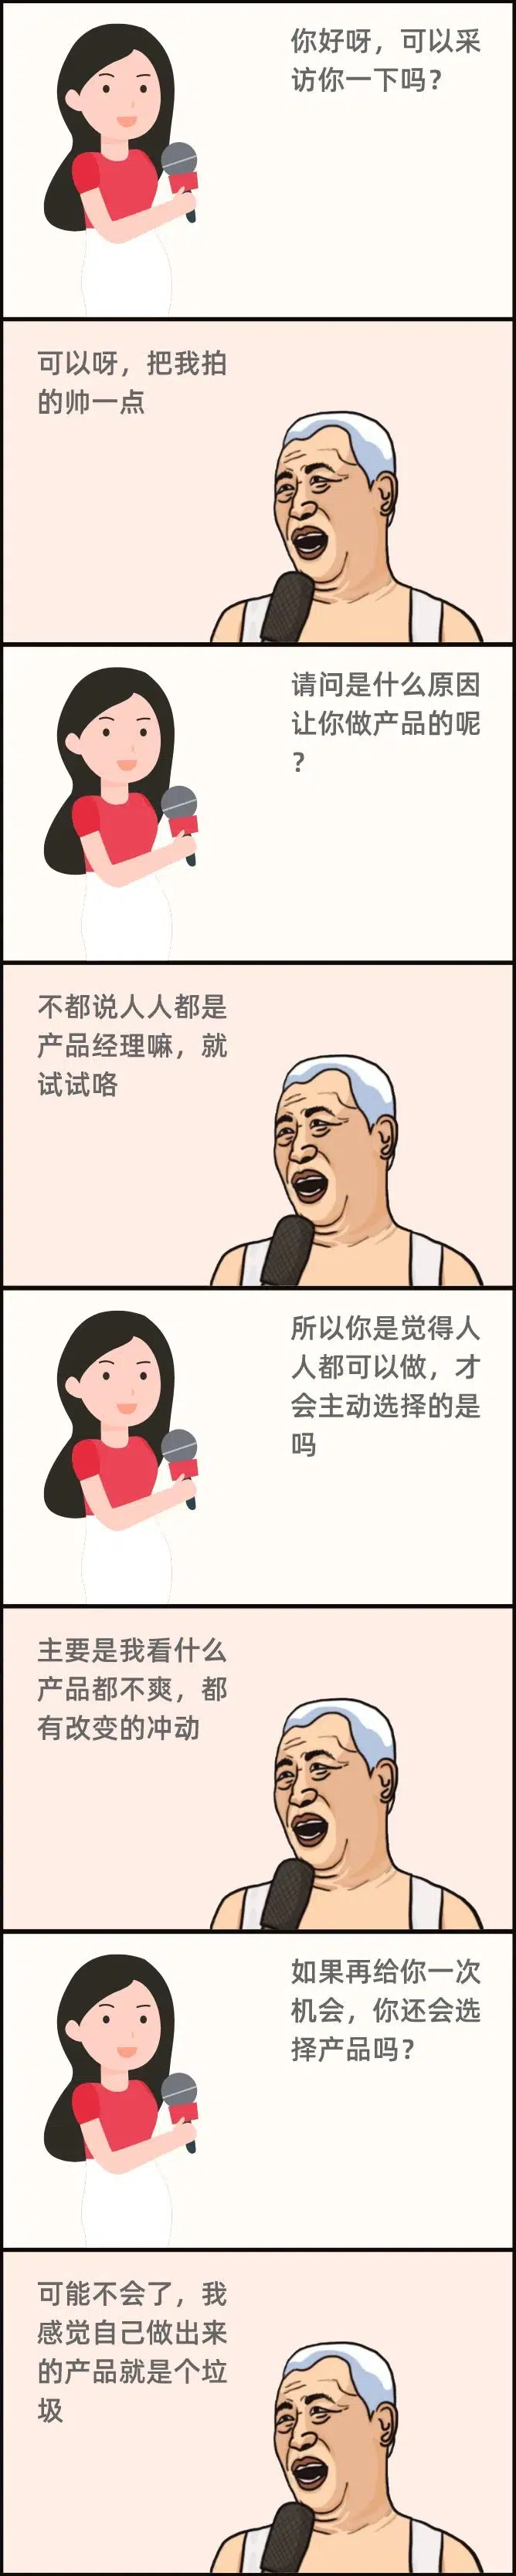 你好呀，可以采
访你一下吗？
可以呀，把我拍
的帅一点
请问是什么原因
让你做产品的呢
？
不都说人人都是
产品经理嘛，就
试试咯
所以你是觉得人
人都可以做，才
会主动选择的是
吗
主要是我看什么
产品都不爽，都
有改变的冲动
如果再给你一次
机会，你还会选
择产品吗？
可能不会了，我
感觉自己做出来
的产品就是个垃
圾